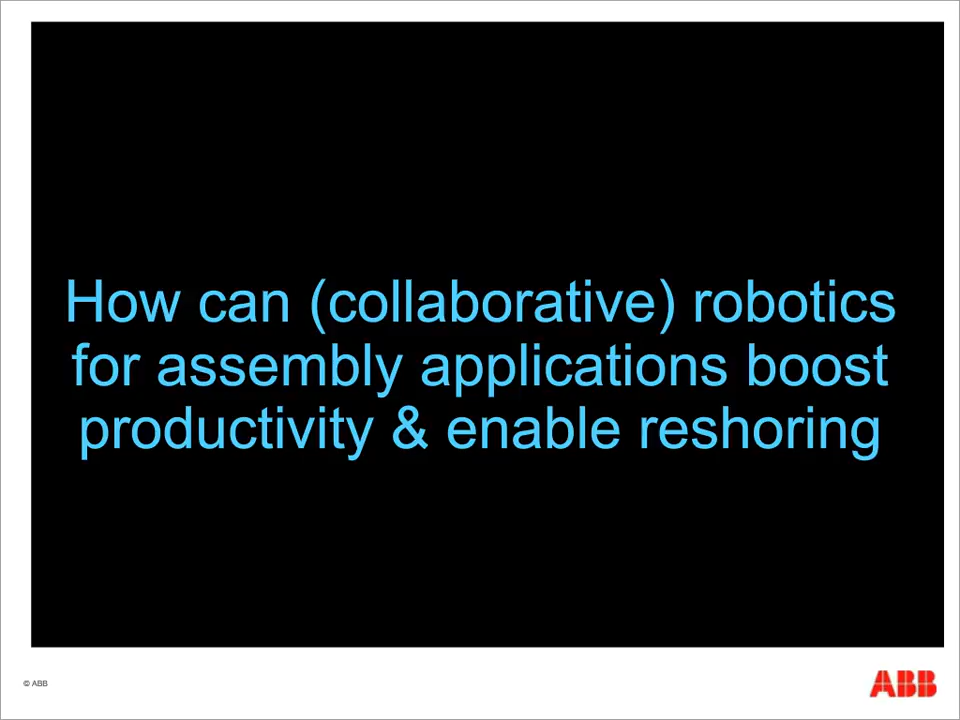 How can (collaborative) robotics
for assembly applications boost
productivity & enable reshoring
© ABB
ABB